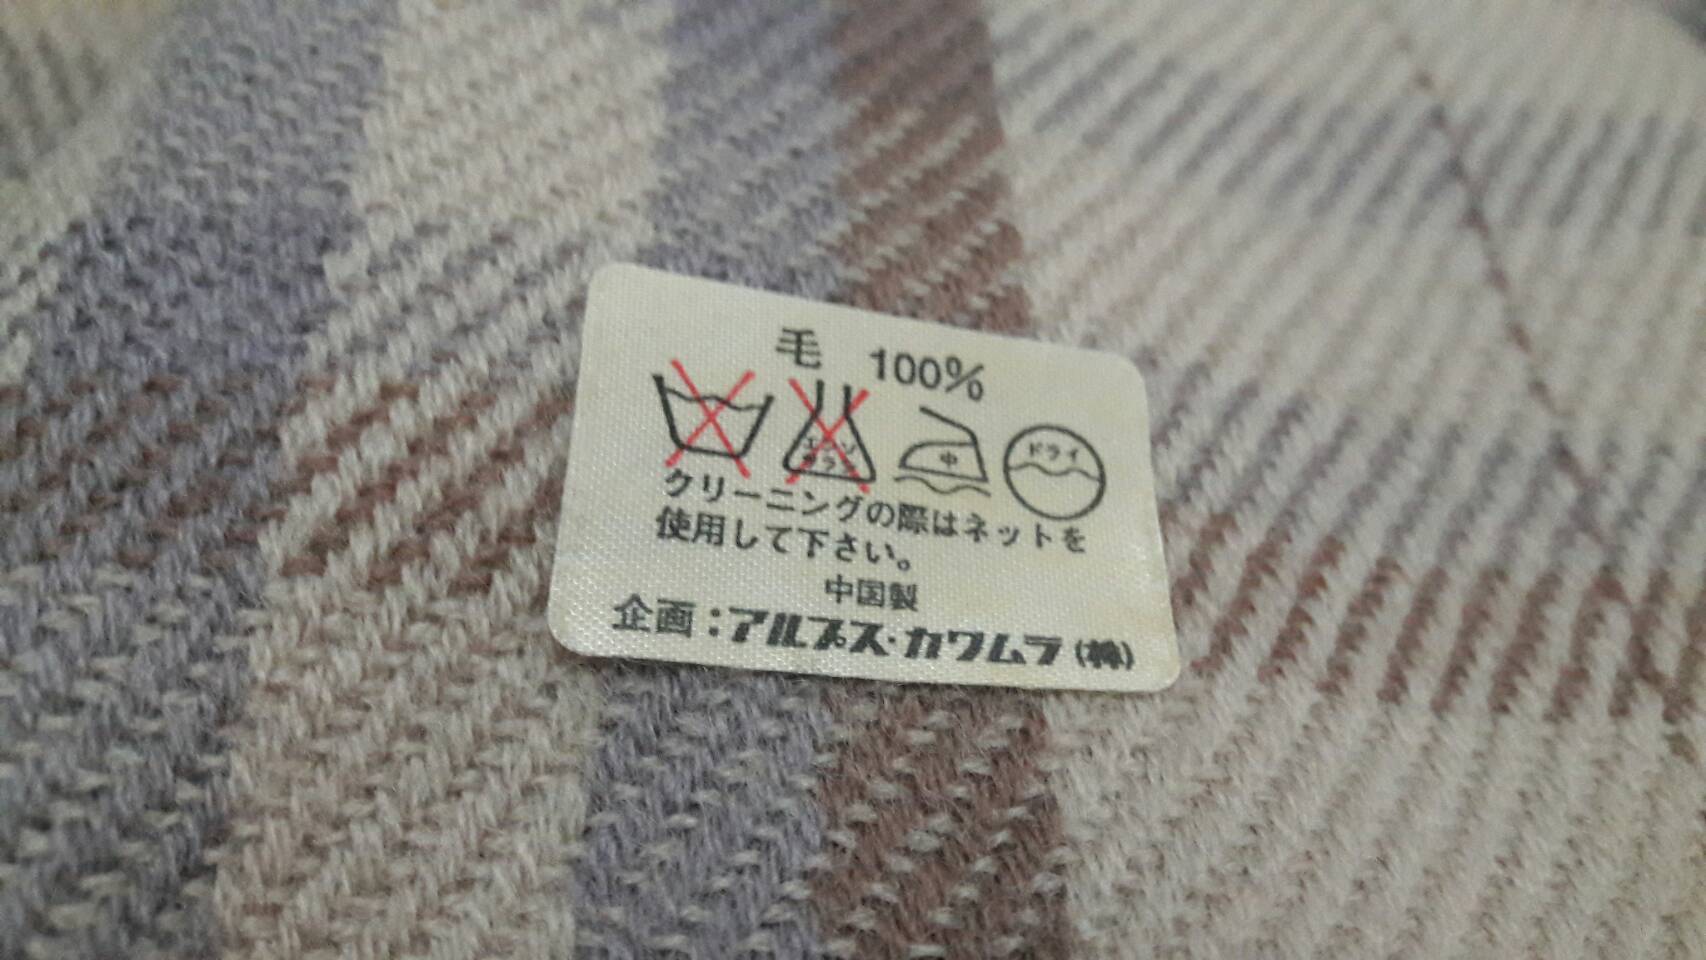 毛 100%
エンソ
サラシ
中
ドライ
クリーニングの際はネットを
使用して下さい。
中国製
企画:アルプス・カワムラ(株)